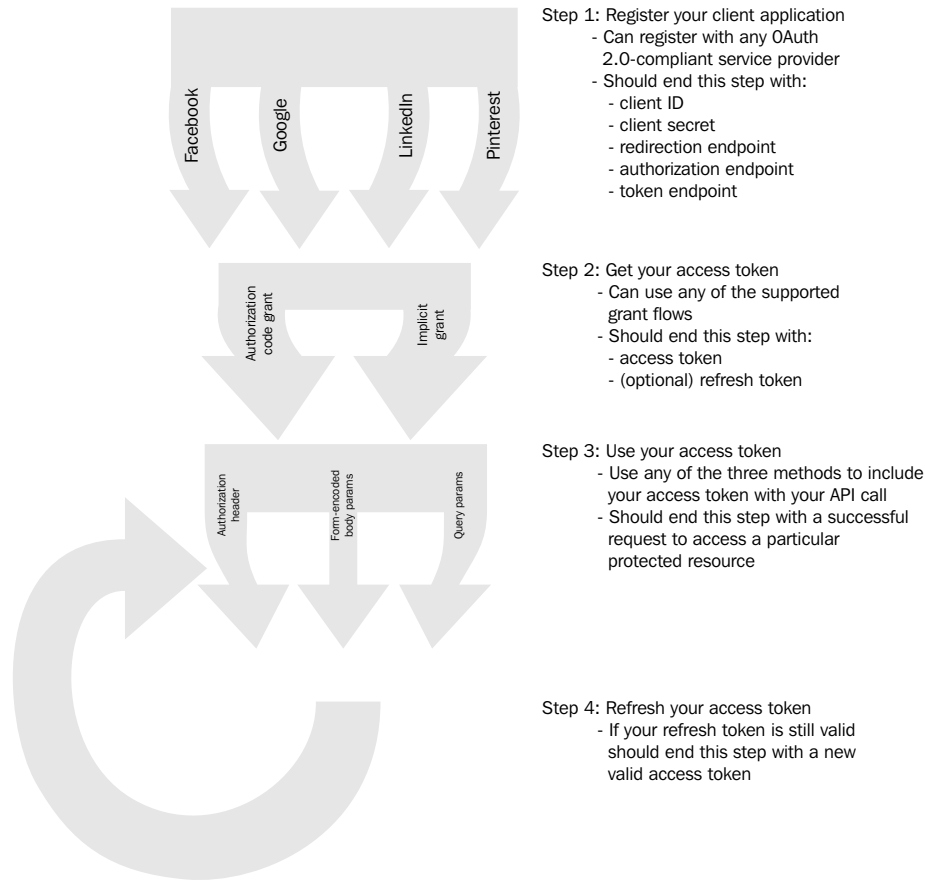 Step 1: Register your client application
- Can register with any OAuth
2.0-compliant service provider
- Should end this step with:
- client ID
- client secret
- redirection endpoint
- authorization endpoint
- token endpoint
Facebook
Google
LinkedIn
Pinterest
Step 2: Get your access token
- Can use any of the supported
grant flows
- Should end this step with:
- access token
- (optional) refresh token
Authorization
code grant
Implicit
grant
Step 3: Use your access token
- Use any of the three methods to include
your access token with your API call
- Should end this step with a successful
request to access a particular
protected resource
Authorization
header
Form-encoded
body params
Query params
Step 4: Refresh your access token
- If your refresh token is still valid
should end this step with a new
valid access token